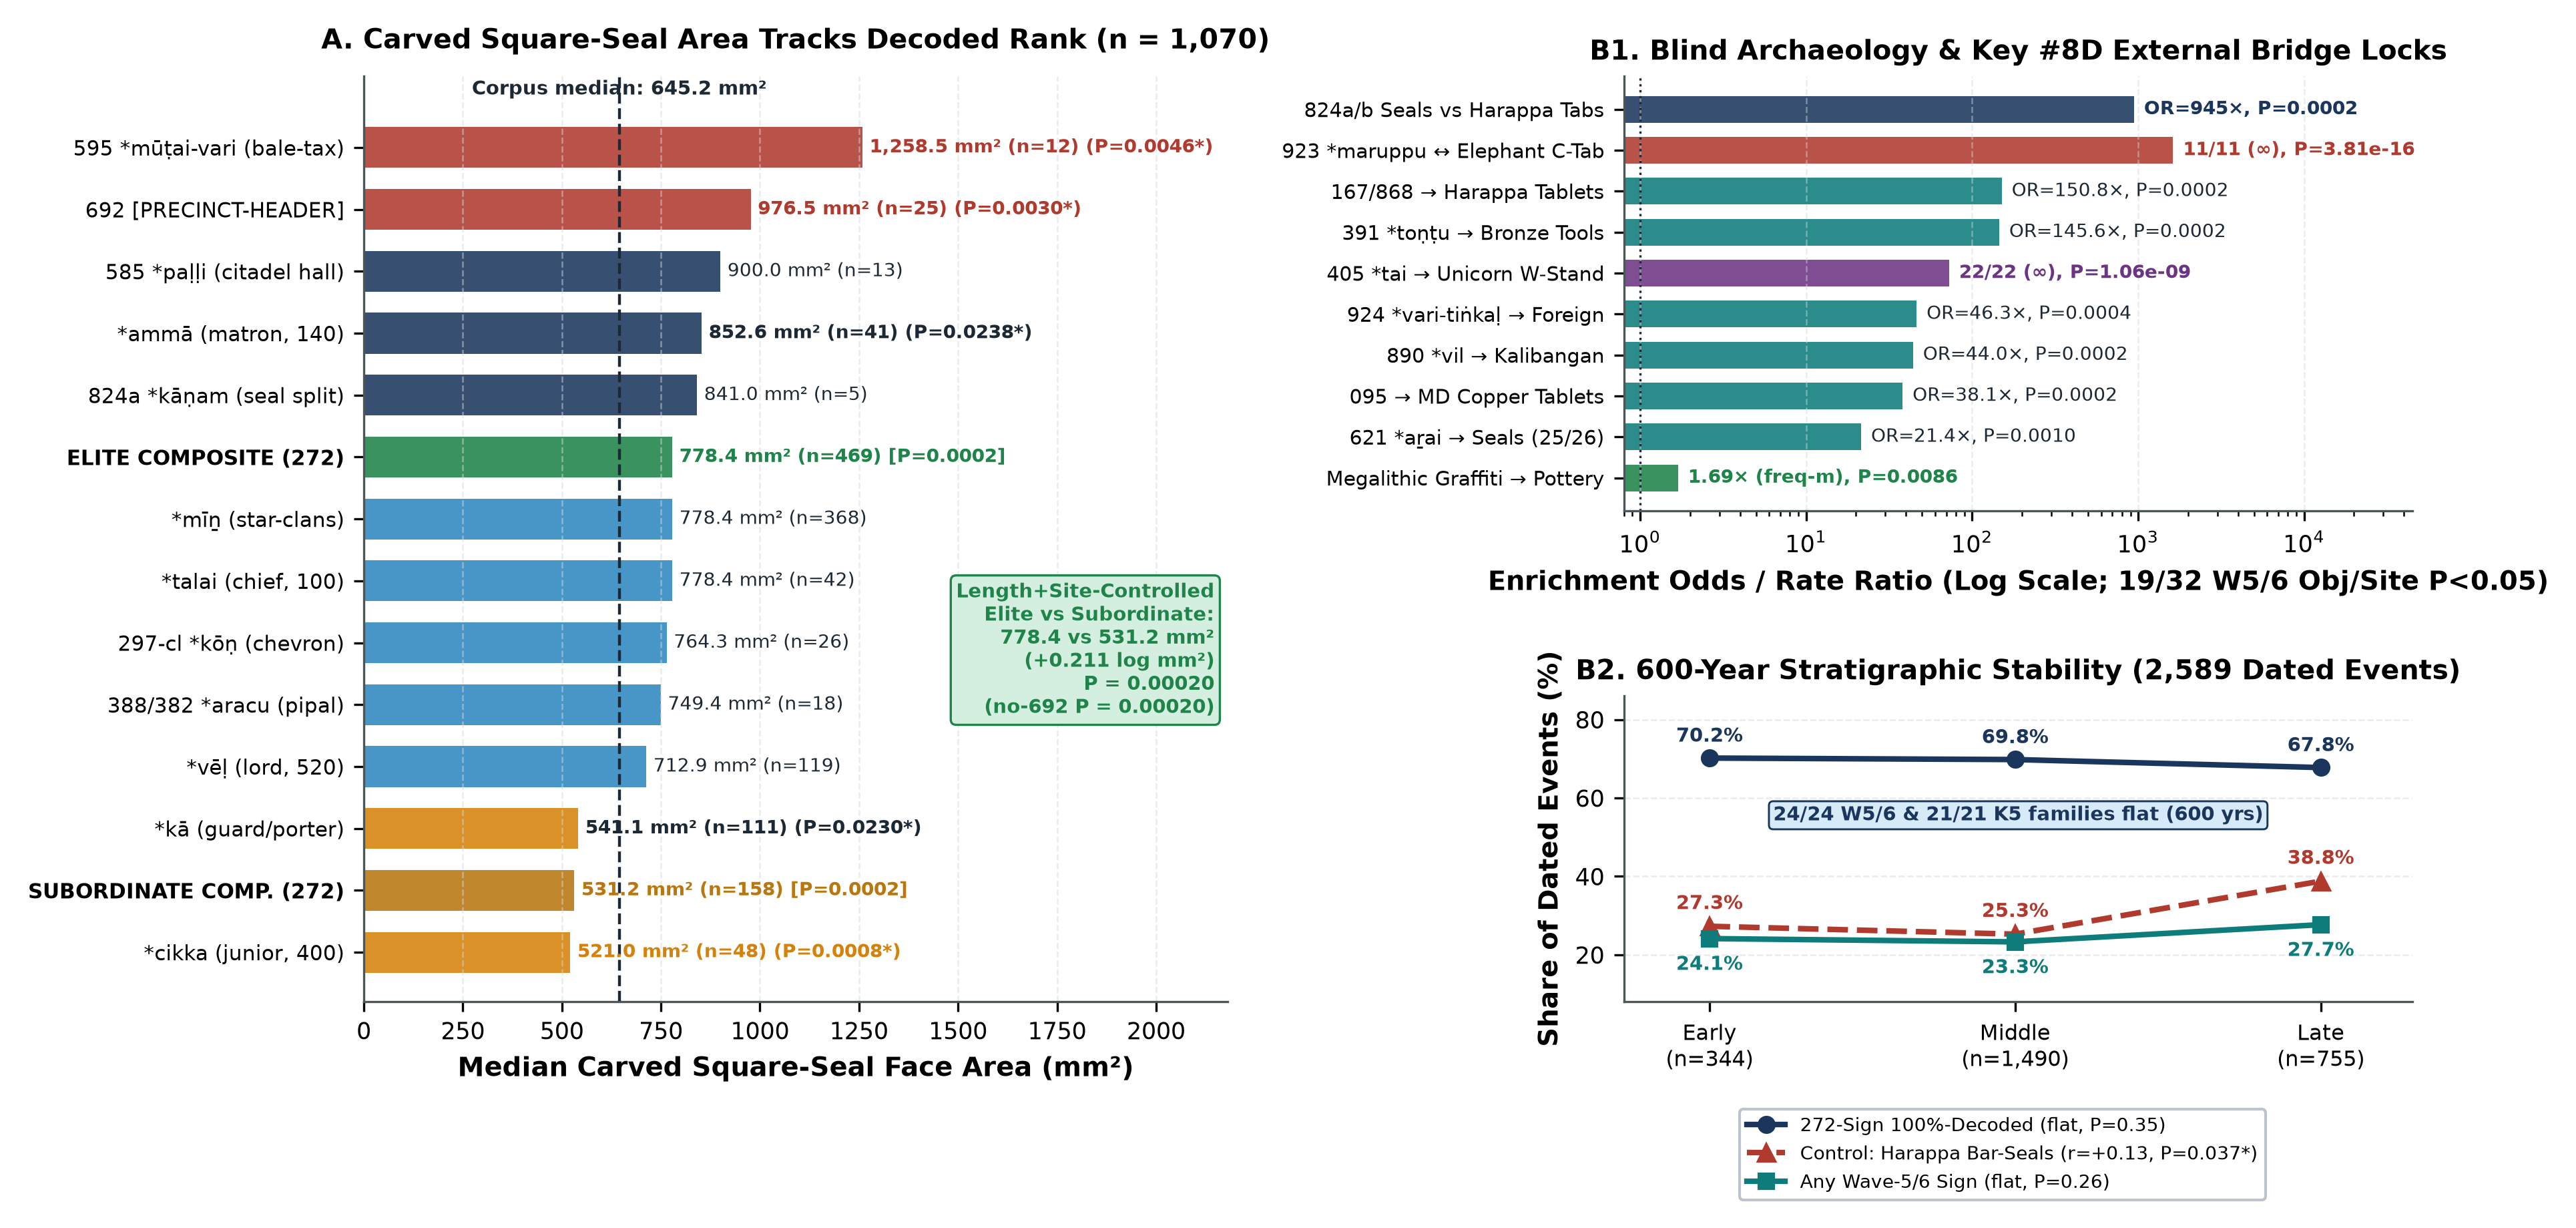 A. Carved Square-Seal Area Tracks Decoded Rank (n = 1,070)
Corpus median: 645.2 mm²
595 *mūṭai-vari (bale-tax)
1,258.5 mm² (n=12) (P=0.0046*)
692 [PRECINCT-HEADER]
976.5 mm² (n=25) (P=0.0030*)
585 *paḷḷi (citadel hall)
900.0 mm² (n=13)
*ammā (matron, 140)
852.6 mm² (n=41) (P=0.0238*)
824a *kāṇam (seal split)
841.0 mm² (n=5)
ELITE COMPOSITE (272)
778.4 mm² (n=469) [P=0.0002]
*mīṉ (star-clans)
778.4 mm² (n=368)
*talai (chief, 100)
778.4 mm² (n=42)
297-cl *kōṇ (chevron)
764.3 mm² (n=26)
388/382 *aracu (pipal)
749.4 mm² (n=18)
*vēḷ (lord, 520)
712.9 mm² (n=119)
*kā (guard/porter)
541.1 mm² (n=111) (P=0.0230*)
SUBORDINATE COMP. (272)
531.2 mm² (n=158) [P=0.0002]
*cikka (junior, 400)
521.0 mm² (n=48) (P=0.0008*)
Length+Site-Controlled
Elite vs Subordinate:
778.4 vs 531.2 mm²
(+0.211 log mm²)
P = 0.00020
(no-692 P = 0.00020)
0 250 500 750 1000 1250 1500 1750 2000
Median Carved Square-Seal Face Area (mm²)
B1. Blind Archaeology & Key #8D External Bridge Locks
824a/b Seals vs Harappa Tabs
OR=945×, P=0.0002
923 *maruppu ↔ Elephant C-Tab
11/11 (∞), P=3.81e-16
167/868 → Harappa Tablets
OR=150.8×, P=0.0002
391 *toṇṭu → Bronze Tools
OR=145.6×, P=0.0002
405 *tai → Unicorn W-Stand
22/22 (∞), P=1.06e-09
924 *vari-tiṅkaḷ → Foreign
OR=46.3×, P=0.0004
890 *vil → Kalibangan
OR=44.0×, P=0.0002
095 → MD Copper Tablets
OR=38.1×, P=0.0002
621 *aṟai → Seals (25/26)
OR=21.4×, P=0.0010
Megalithic Graffiti → Pottery
1.69× (freq-m), P=0.0086
10⁰ 10¹ 10² 10³ 10⁴
Enrichment Odds / Rate Ratio (Log Scale; 19/32 W5/6 Obj/Site P<0.05)
B2. 600-Year Stratigraphic Stability (2,589 Dated Events)
Share of Dated Events (%)
80
60
40
20
70.2% 69.8% 67.8%
24/24 W5/6 & 21/21 K5 families flat (600 yrs)
27.3% 25.3% 38.8%
24.1% 23.3% 27.7%
Early Middle Late
(n=344) (n=1,490) (n=755)
272-Sign 100%-Decoded (flat, P=0.35)
Control: Harappa Bar-Seals (r=+0.13, P=0.037*)
Any Wave-5/6 Sign (flat, P=0.26)